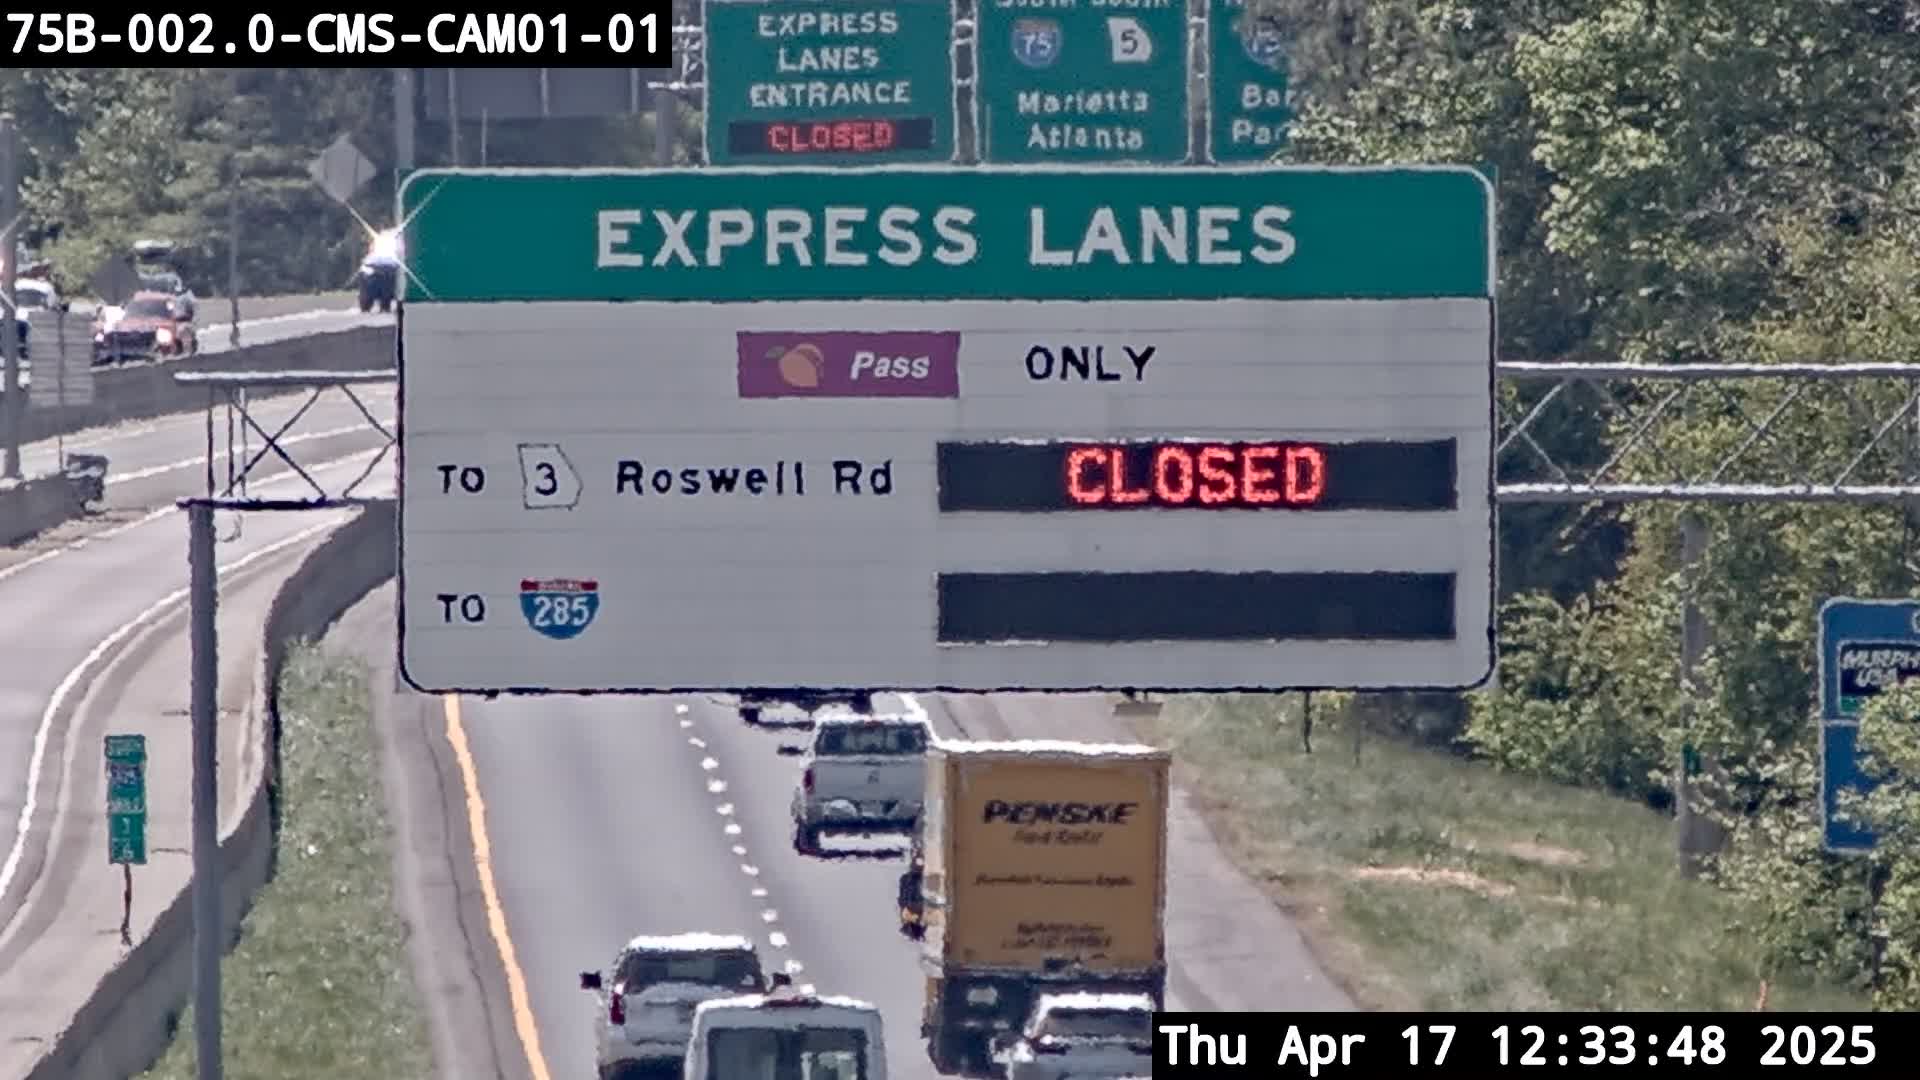 75B-002.0-CMS-CAM01-01
EXPRESS
LANES
ENTRANCE
CLOSED
75
5
Marietta
Atlanta
EXPRESS LANES
Pass ONLY
TO 3 Roswell Rd CLOSED
TO 285
PENSKE
Thu Apr 17 12:33:48 2025